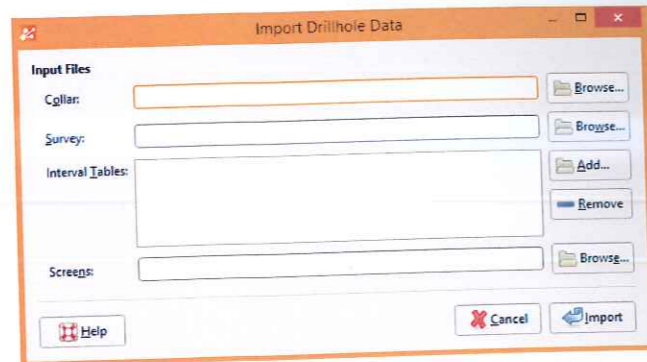 Import Drillhole Data
Input Files
Collar:
Browse...
Survey:
Browse...
Interval Tables:
Add...
Remove
Screens:
Browse...
Help
Cancel
Import